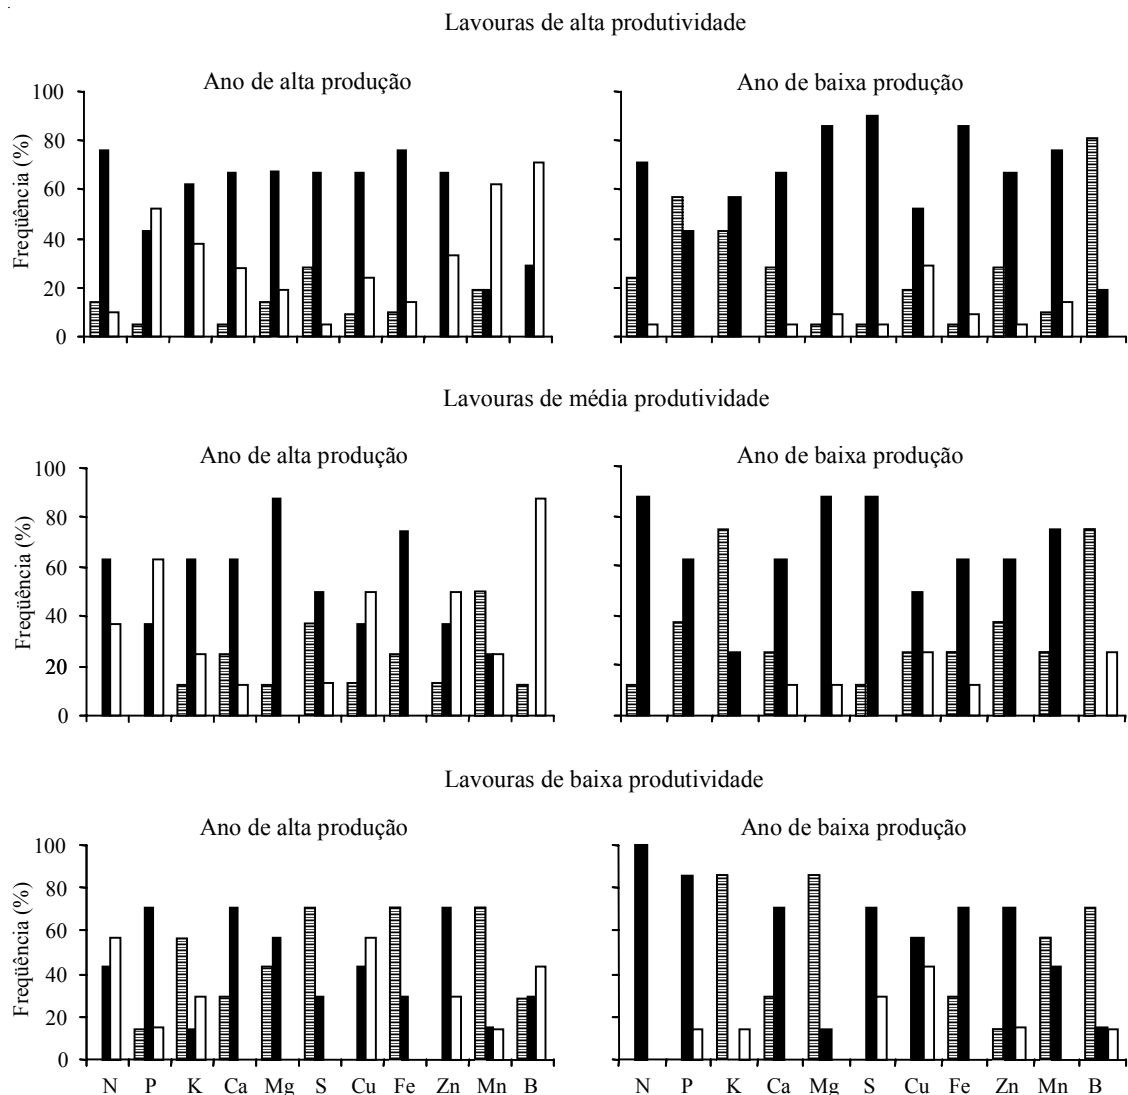 Lavouras de alta produtividade
Ano de alta produção
Ano de baixa produção
100
80
60
40
20
0
Freqüência (%)
Lavouras de média produtividade
Ano de alta produção
Ano de baixa produção
100
80
60
40
20
0
Freqüência (%)
Lavouras de baixa produtividade
Ano de alta produção
Ano de baixa produção
100
80
60
40
20
0
Freqüência (%)
N P K Ca Mg S Cu Fe Zn Mn B
N P K Ca Mg S Cu Fe Zn Mn B